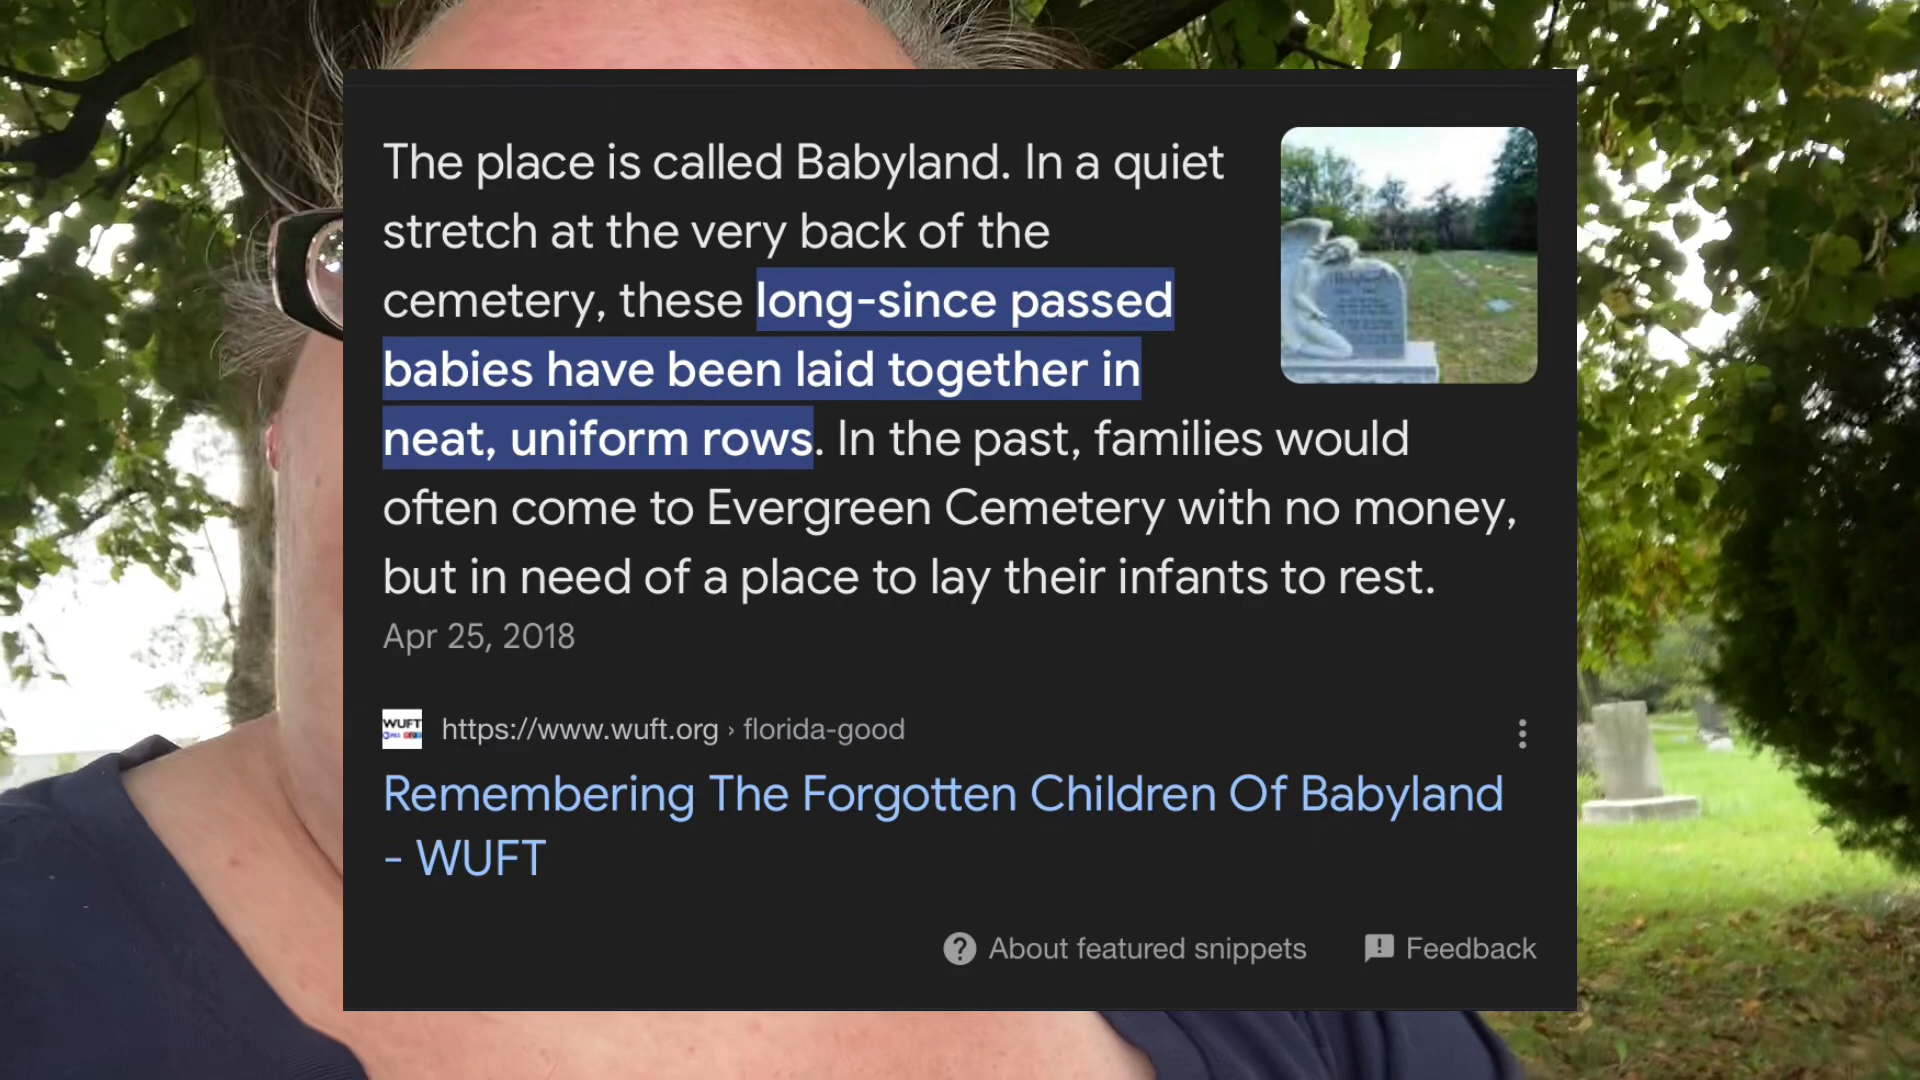 The place is called Babyland. In a quiet
stretch at the very back of the
cemetery, these long-since passed
babies have been laid together in
neat, uniform rows. In the past, families would
often come to Evergreen Cemetery with no money,
but in need of a place to lay their infants to rest.
Apr 25, 2018
WUFT
https://www.wuft.org › florida-good
Remembering The Forgotten Children Of Babyland
- WUFT
About featured snippets
Feedback